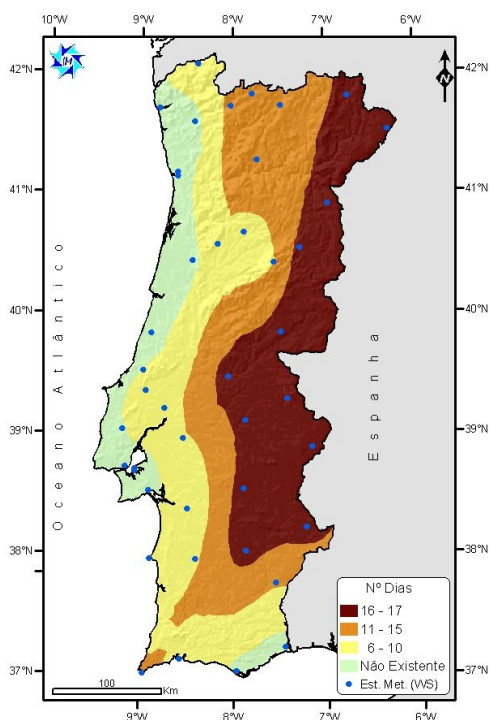 10°W 9°W 8°W 7°W 6°W
IM
N
42°N 42°N
41°N 41°N
40°N 40°N
39°N 39°N
38°N 38°N
37°N 37°N
Oceano Atlântico
Espanha
Nº Dias
16 - 17
11 - 15
6 - 10
Não Existente
Est. Met. (WS)
100
Km
9°W 8°W 7°W 6°W